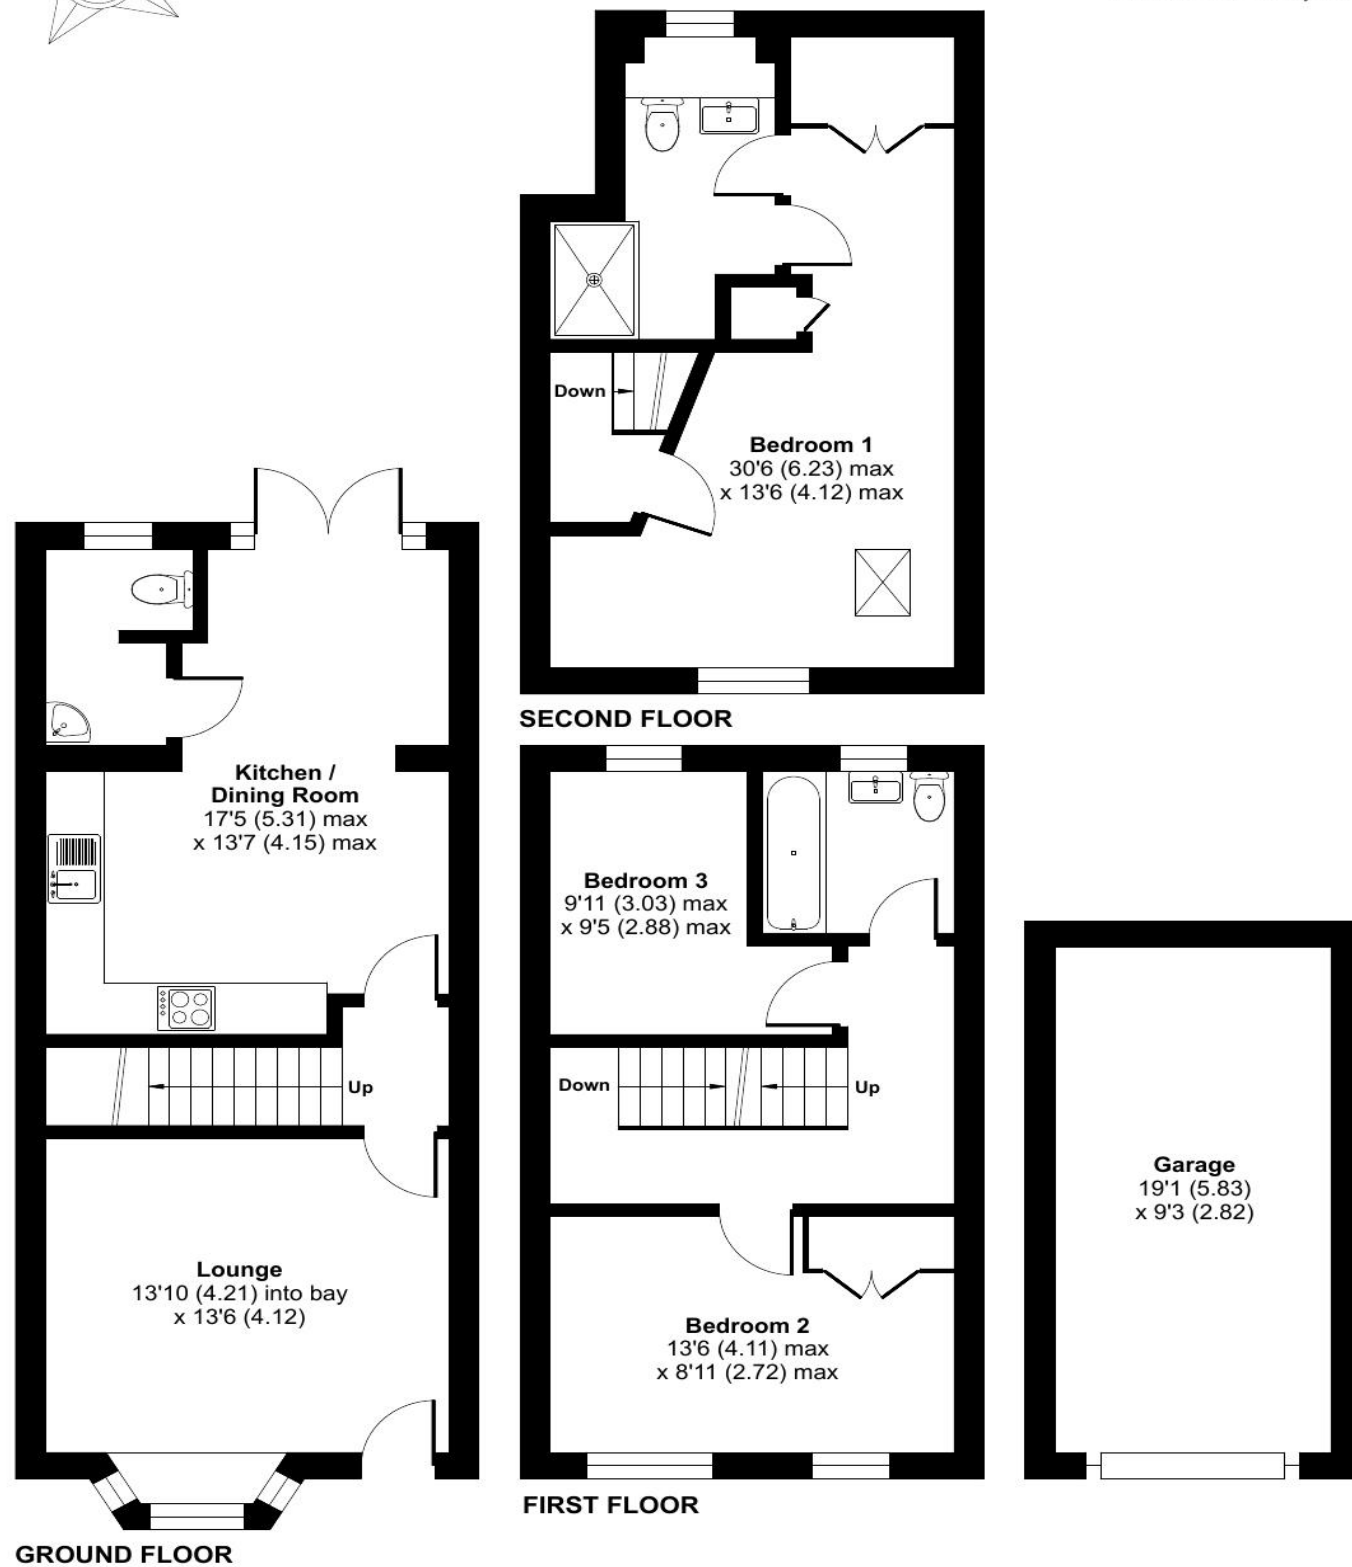 Down
Bedroom 1
30'6 (6.23) max
x 13'6 (4.12) max
SECOND FLOOR
Kitchen /
Dining Room
17'5 (5.31) max
x 13'7 (4.15) max
Up
Lounge
13'10 (4.21) into bay
x 13'6 (4.12)
GROUND FLOOR
Bedroom 3
9'11 (3.03) max
x 9'5 (2.88) max
Down
Up
Bedroom 2
13'6 (4.11) max
x 8'11 (2.72) max
FIRST FLOOR
Garage
19'1 (5.83)
x 9'3 (2.82)